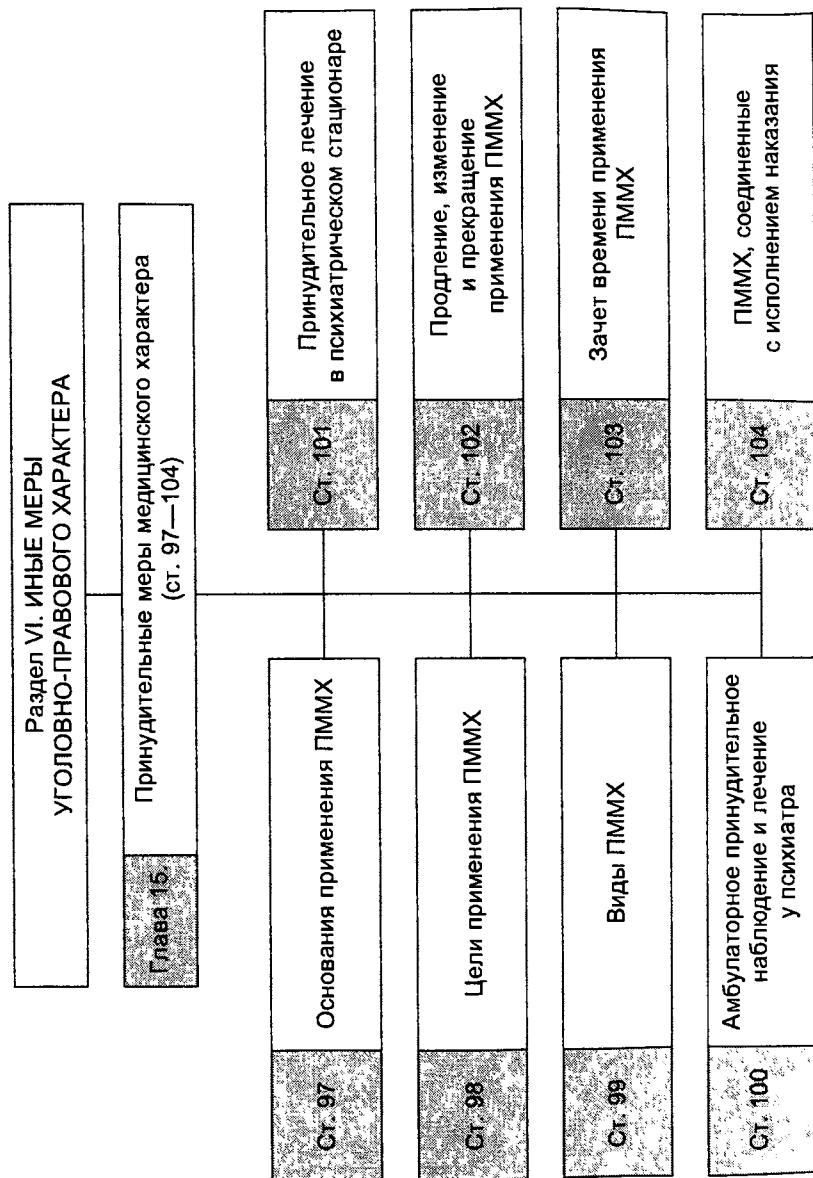 Раздел VI. ИНЫЕ МЕРЫ
УГОЛОВНО-ПРАВОВОГО ХАРАКТЕРА
Глава 15.
Принудительные меры медицинского характера
(ст. 97—104)
Ст. 97
Основания применения ПММХ
Ст. 98
Цели применения ПММХ
Ст. 99
Виды ПММХ
Ст. 100
Амбулаторное принудительное
наблюдение и лечение
у психиатра
Ст. 101
Принудительное лечение
в психиатрическом стационаре
Ст. 102
Продление, изменение
и прекращение
применения ПММХ
Ст. 103
Зачет времени применения
ПММХ
Ст. 104
ПММХ, соединенные
с исполнением наказания